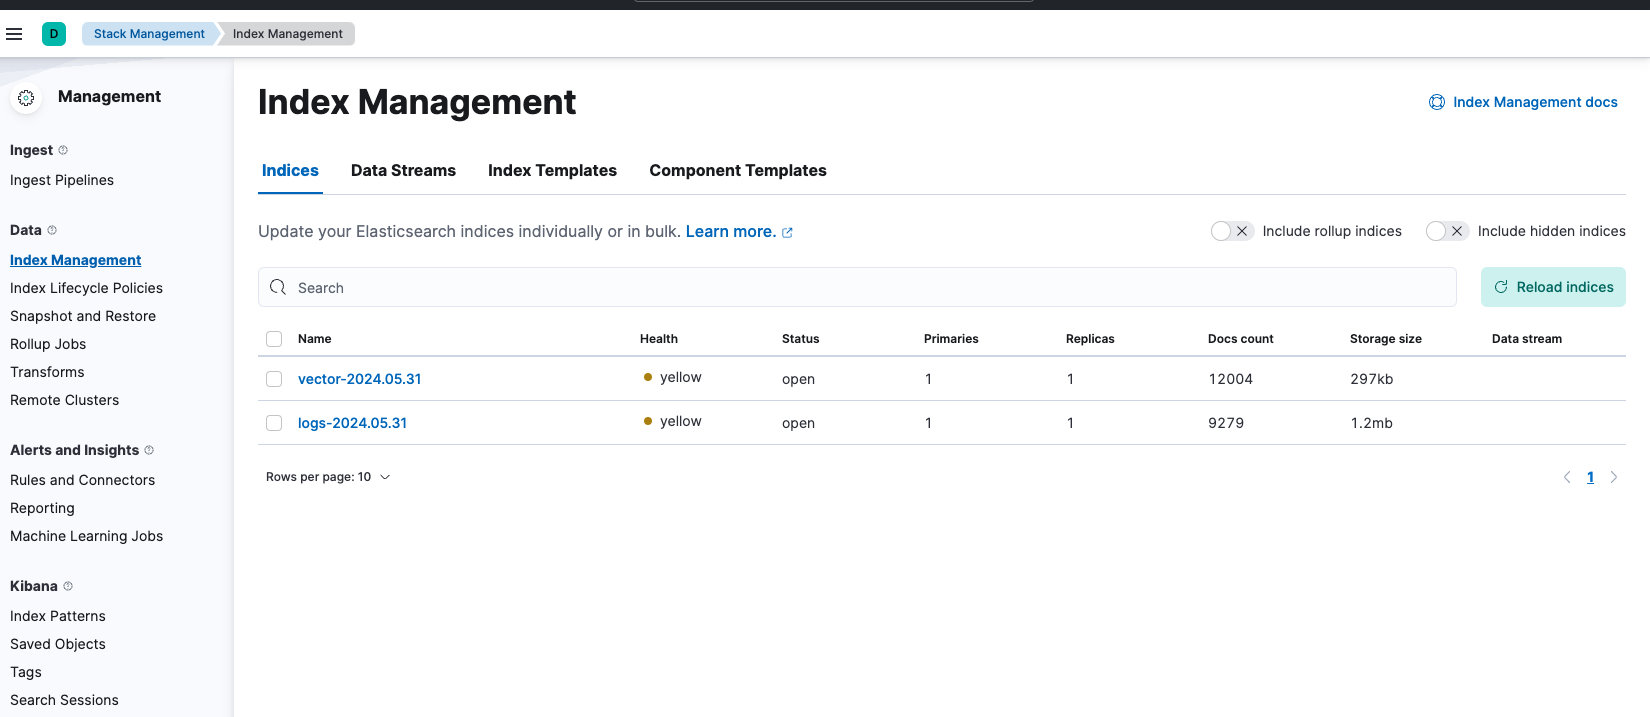 D
Stack Management
Index Management
Management
Ingest
Ingest Pipelines
Data
Index Management
Index Lifecycle Policies
Snapshot and Restore
Rollup Jobs
Transforms
Remote Clusters
Alerts and Insights
Rules and Connectors
Reporting
Machine Learning Jobs
Kibana
Index Patterns
Saved Objects
Tags
Search Sessions
Index Management
Index Management docs
Indices Data Streams Index Templates Component Templates
Update your Elasticsearch indices individually or in bulk. Learn more.
Include rollup indices Include hidden indices
Search
Reload indices
Name Health Status Primaries Replicas Docs count Storage size Data stream
vector-2024.05.31 yellow open 1 1 12004 297kb
logs-2024.05.31 yellow open 1 1 9279 1.2mb
Rows per page: 10
1